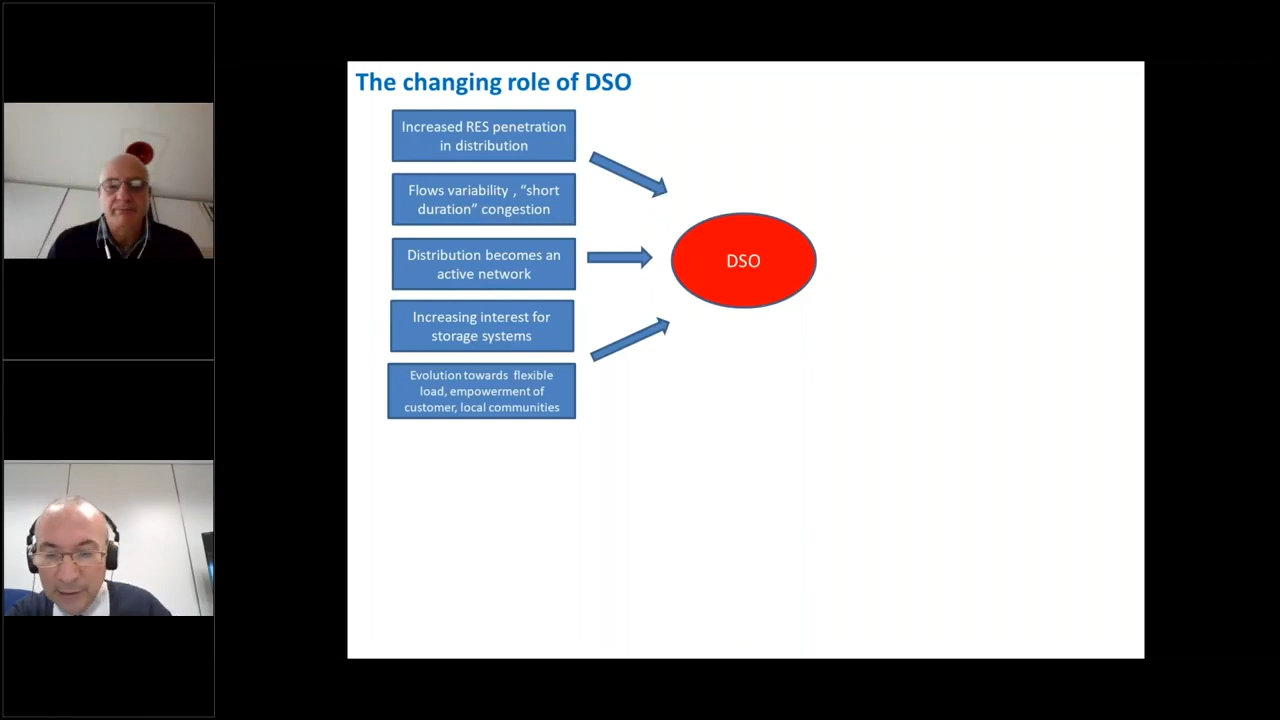 The changing role of DSO
Increased RES penetration
in distribution
Flows variability , “short
duration” congestion
Distribution becomes an
active network
Increasing interest for
storage systems
Evolution towards flexible
load, empowerment of
customer, local communities
DSO